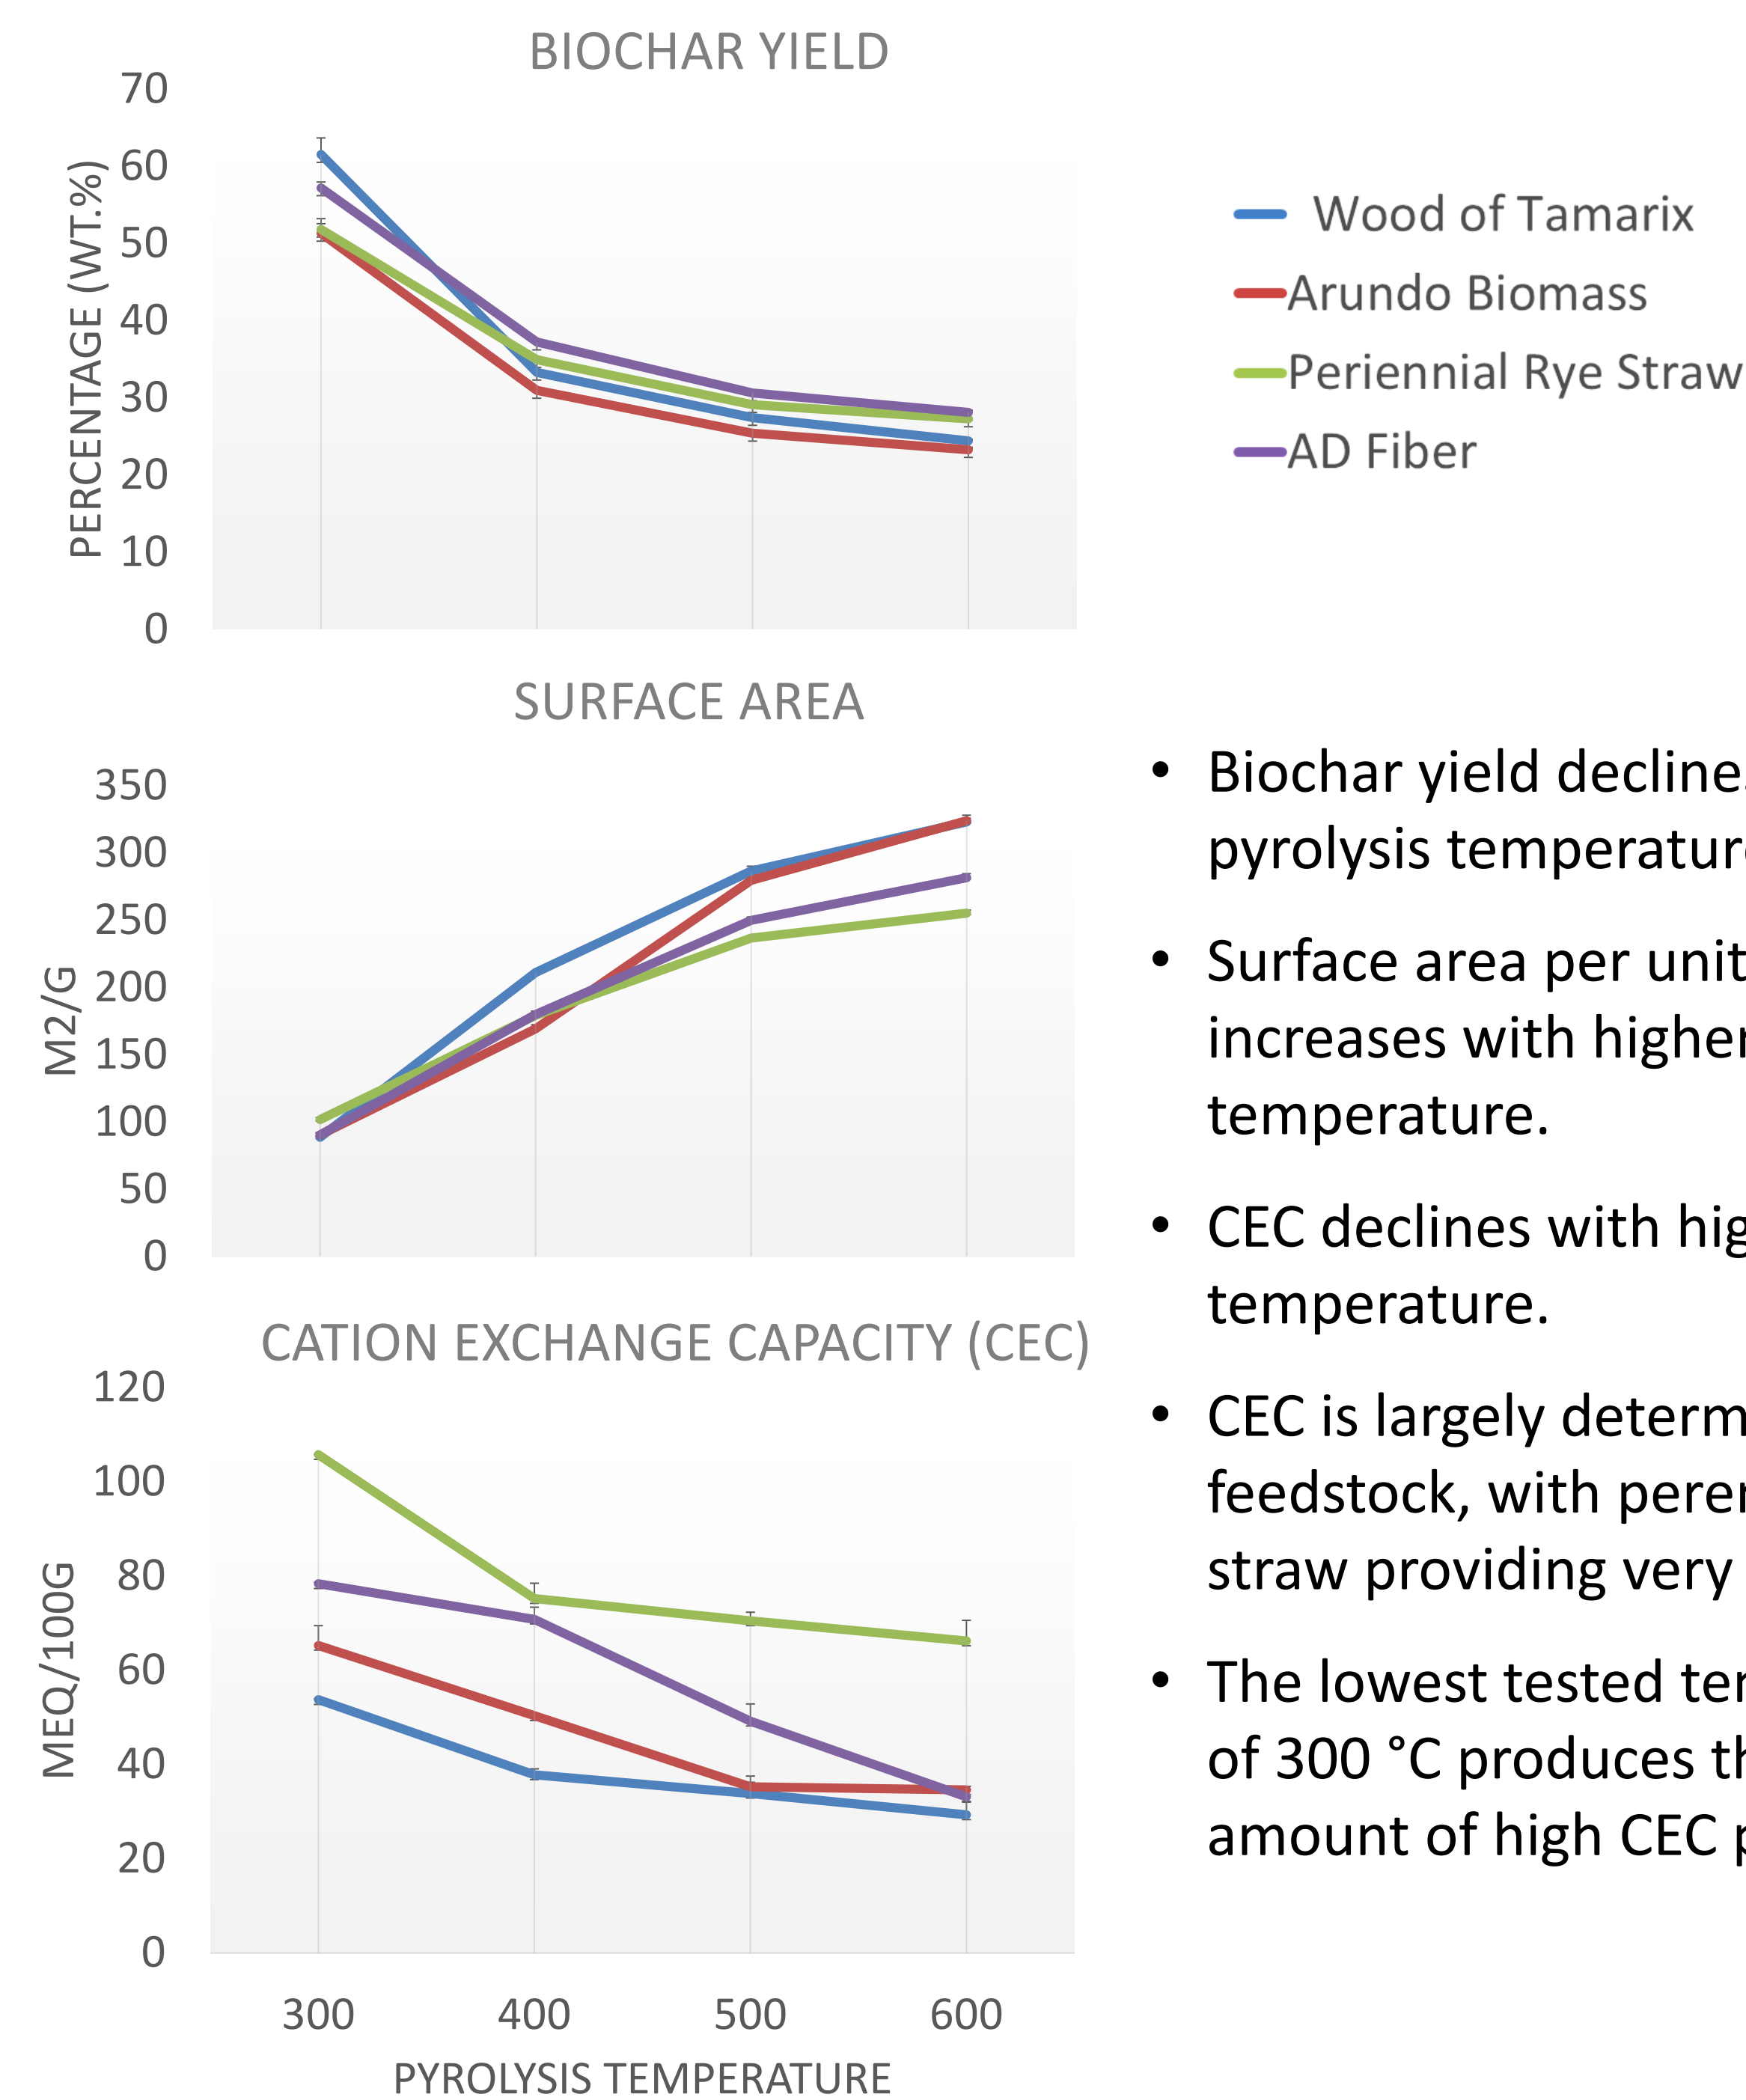 BIOCHAR YIELD
70
60
50
40
30
20
10
0
PERCENTAGE (WT.%)
Wood of Tamarix
Arundo Biomass
Periennial Rye Straw
AD Fiber
SURFACE AREA
350
300
250
200
150
100
50
0
M2/G
CATION EXCHANGE CAPACITY (CEC)
120
100
80
60
40
20
0
MEQ/100G
300 400 500 600
PYROLYSIS TEMPERATURE
• Biochar yield decline
pyrolysis temperatur
• Surface area per unit
increases with higher
temperature.
• CEC declines with hig
temperature.
• CEC is largely determ
feedstock, with peren
straw providing very
• The lowest tested ten
of 300 °C produces th
amount of high CEC p